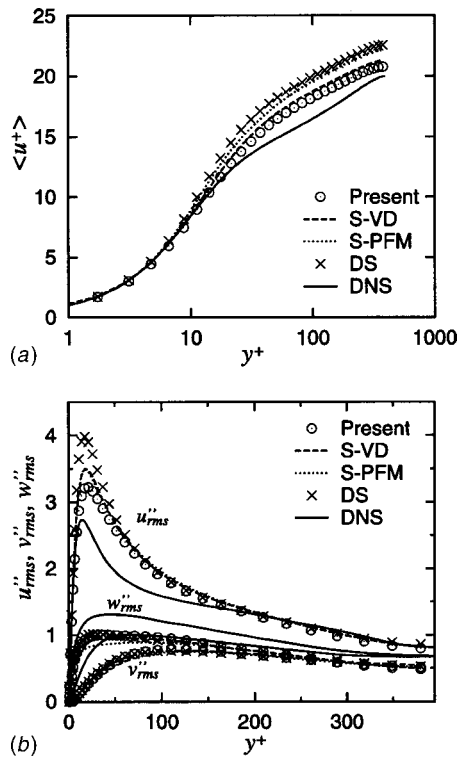 25
20
15
10
5
0
<u⁺>
Present
S-VD
S-PFM
DS
DNS
1
10
100
1000
(a)
y⁺
4
3
2
1
0
u''rms, v''rms, w''rms
Present
S-VD
S-PFM
DS
DNS
u''rms
w''rms
v''rms
0
100
200
300
(b)
y⁺